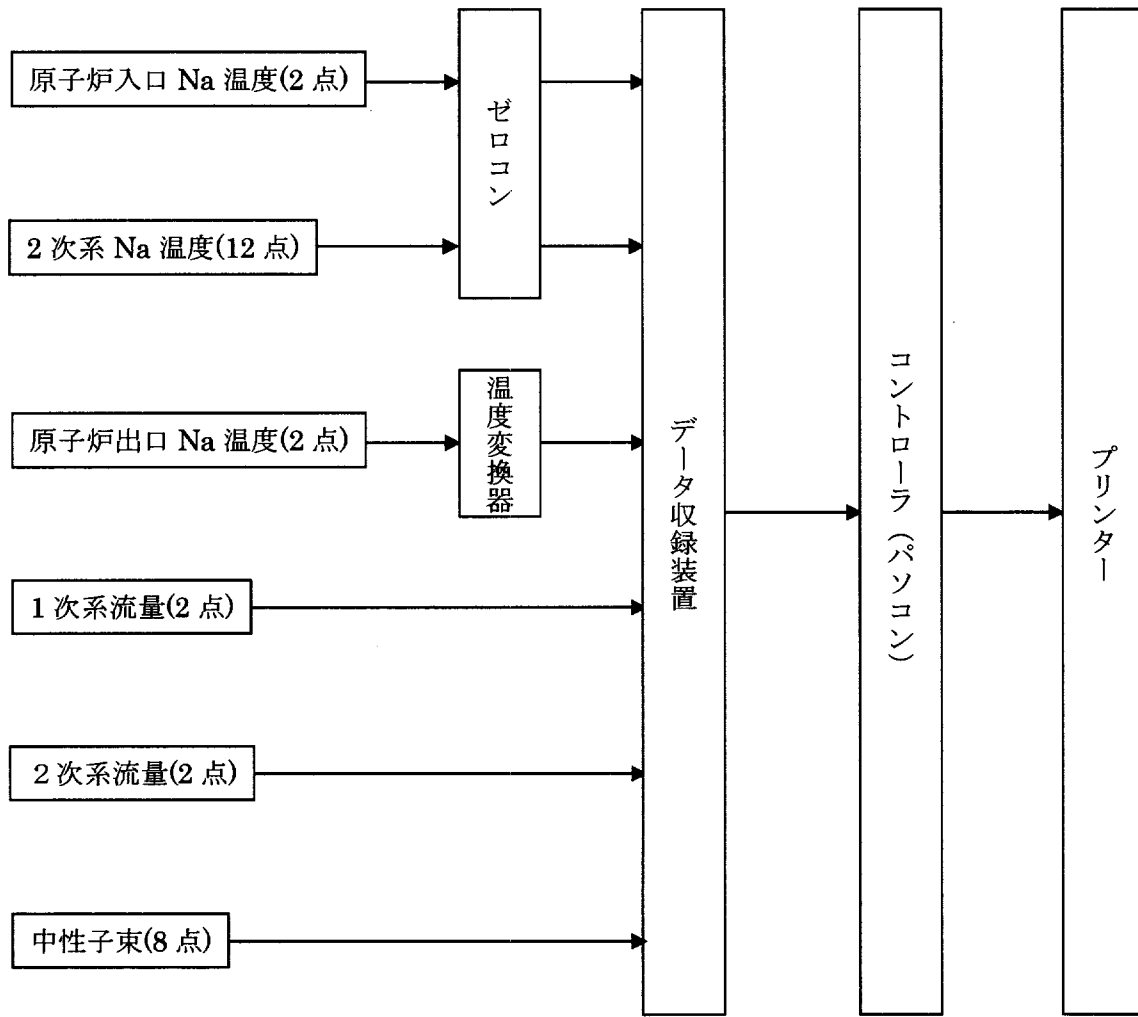 原子炉入口 Na 温度(2 点)
2 次系 Na 温度(12 点)
原子炉出口 Na 温度(2 点)
1 次系流量(2 点)
2 次系流量(2 点)
中性子束(8 点)
ゼロコン
温度変換器
データ収録装置
コントローラ（パソコン）
プリンター